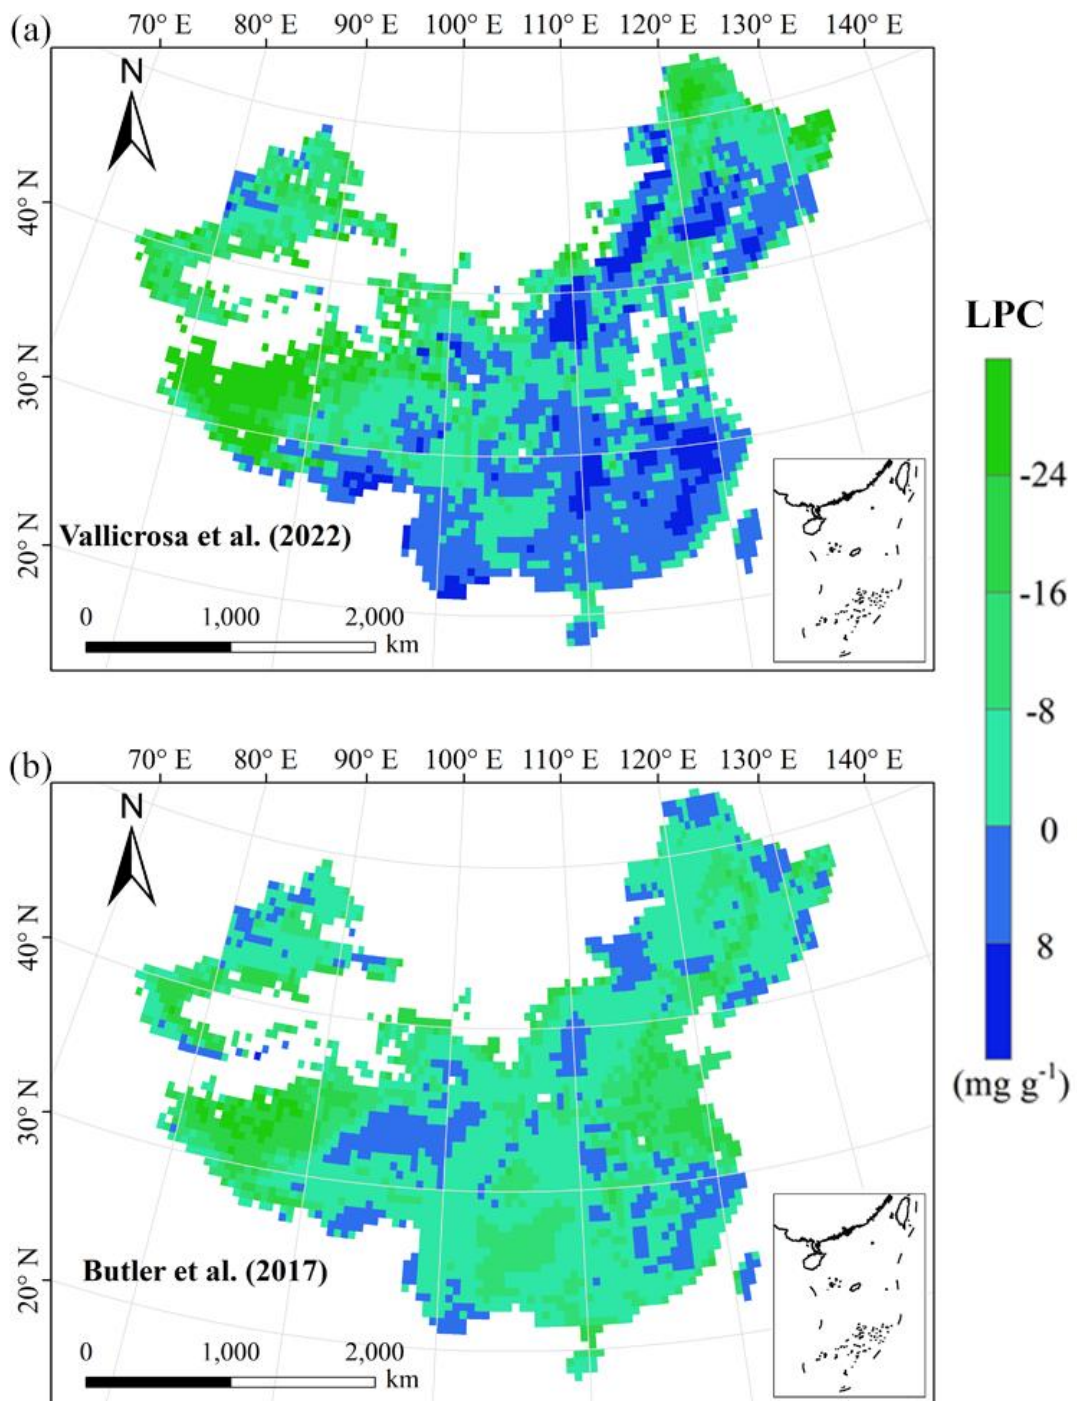 (a)
70° E 80° E 90° E 100° E 110° E 120° E 130° E 140° E
N
40° N
30° N
20° N
Vallicrosa et al. (2022)
0 1,000 2,000
km
LPC
-24
-16
-8
0
8
(mg g-1)
(b)
70° E 80° E 90° E 100° E 110° E 120° E 130° E 140° E
N
40° N
30° N
20° N
Butler et al. (2017)
0 1,000 2,000
km